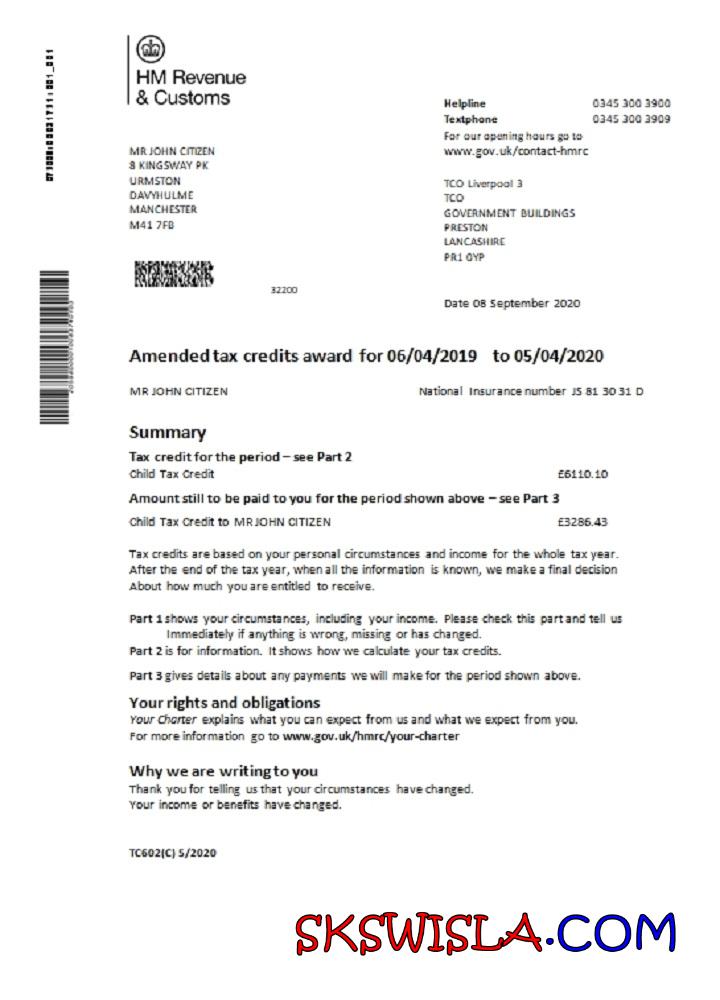 HM Revenue
& Customs
Helpline 0345 300 3900
Textphone 0345 300 3909
For our opening hours go to
www.gov.uk/contact-hmrc
MR JOHN CITIZEN
8 KINGSWAY PK
URMSTON
DAVYHULME
MANCHESTER
M41 7FB
TCO Liverpool 3
TCO
GOVERNMENT BUILDINGS
PRESTON
LANCASHIRE
PR1 0YP
32200
Date 08 September 2020
Amended tax credits award for 06/04/2019 to 05/04/2020
MR JOHN CITIZEN National Insurance number JS 81 30 31 D
Summary
Tax credit for the period – see Part 2
Child Tax Credit £6110.10
Amount still to be paid to you for the period shown above – see Part 3
Child Tax Credit to MR JOHN CITIZEN £3286.43
Tax credits are based on your personal circumstances and income for the whole tax year.
After the end of the tax year, when all the information is known, we make a final decision
About how much you are entitled to receive.
Part 1 shows your circumstances, including your income. Please check this part and tell us
Immediately if anything is wrong, missing or has changed.
Part 2 is for information. It shows how we calculate your tax credits.
Part 3 gives details about any payments we will make for the period shown above.
Your rights and obligations
Your Charter explains what you can expect from us and what we expect from you.
For more information go to www.gov.uk/hmrc/your-charter
Why we are writing to you
Thank you for telling us that your circumstances have changed.
Your income or benefits have changed.
TC602(C) 5/2020
SKSWISLA.COM